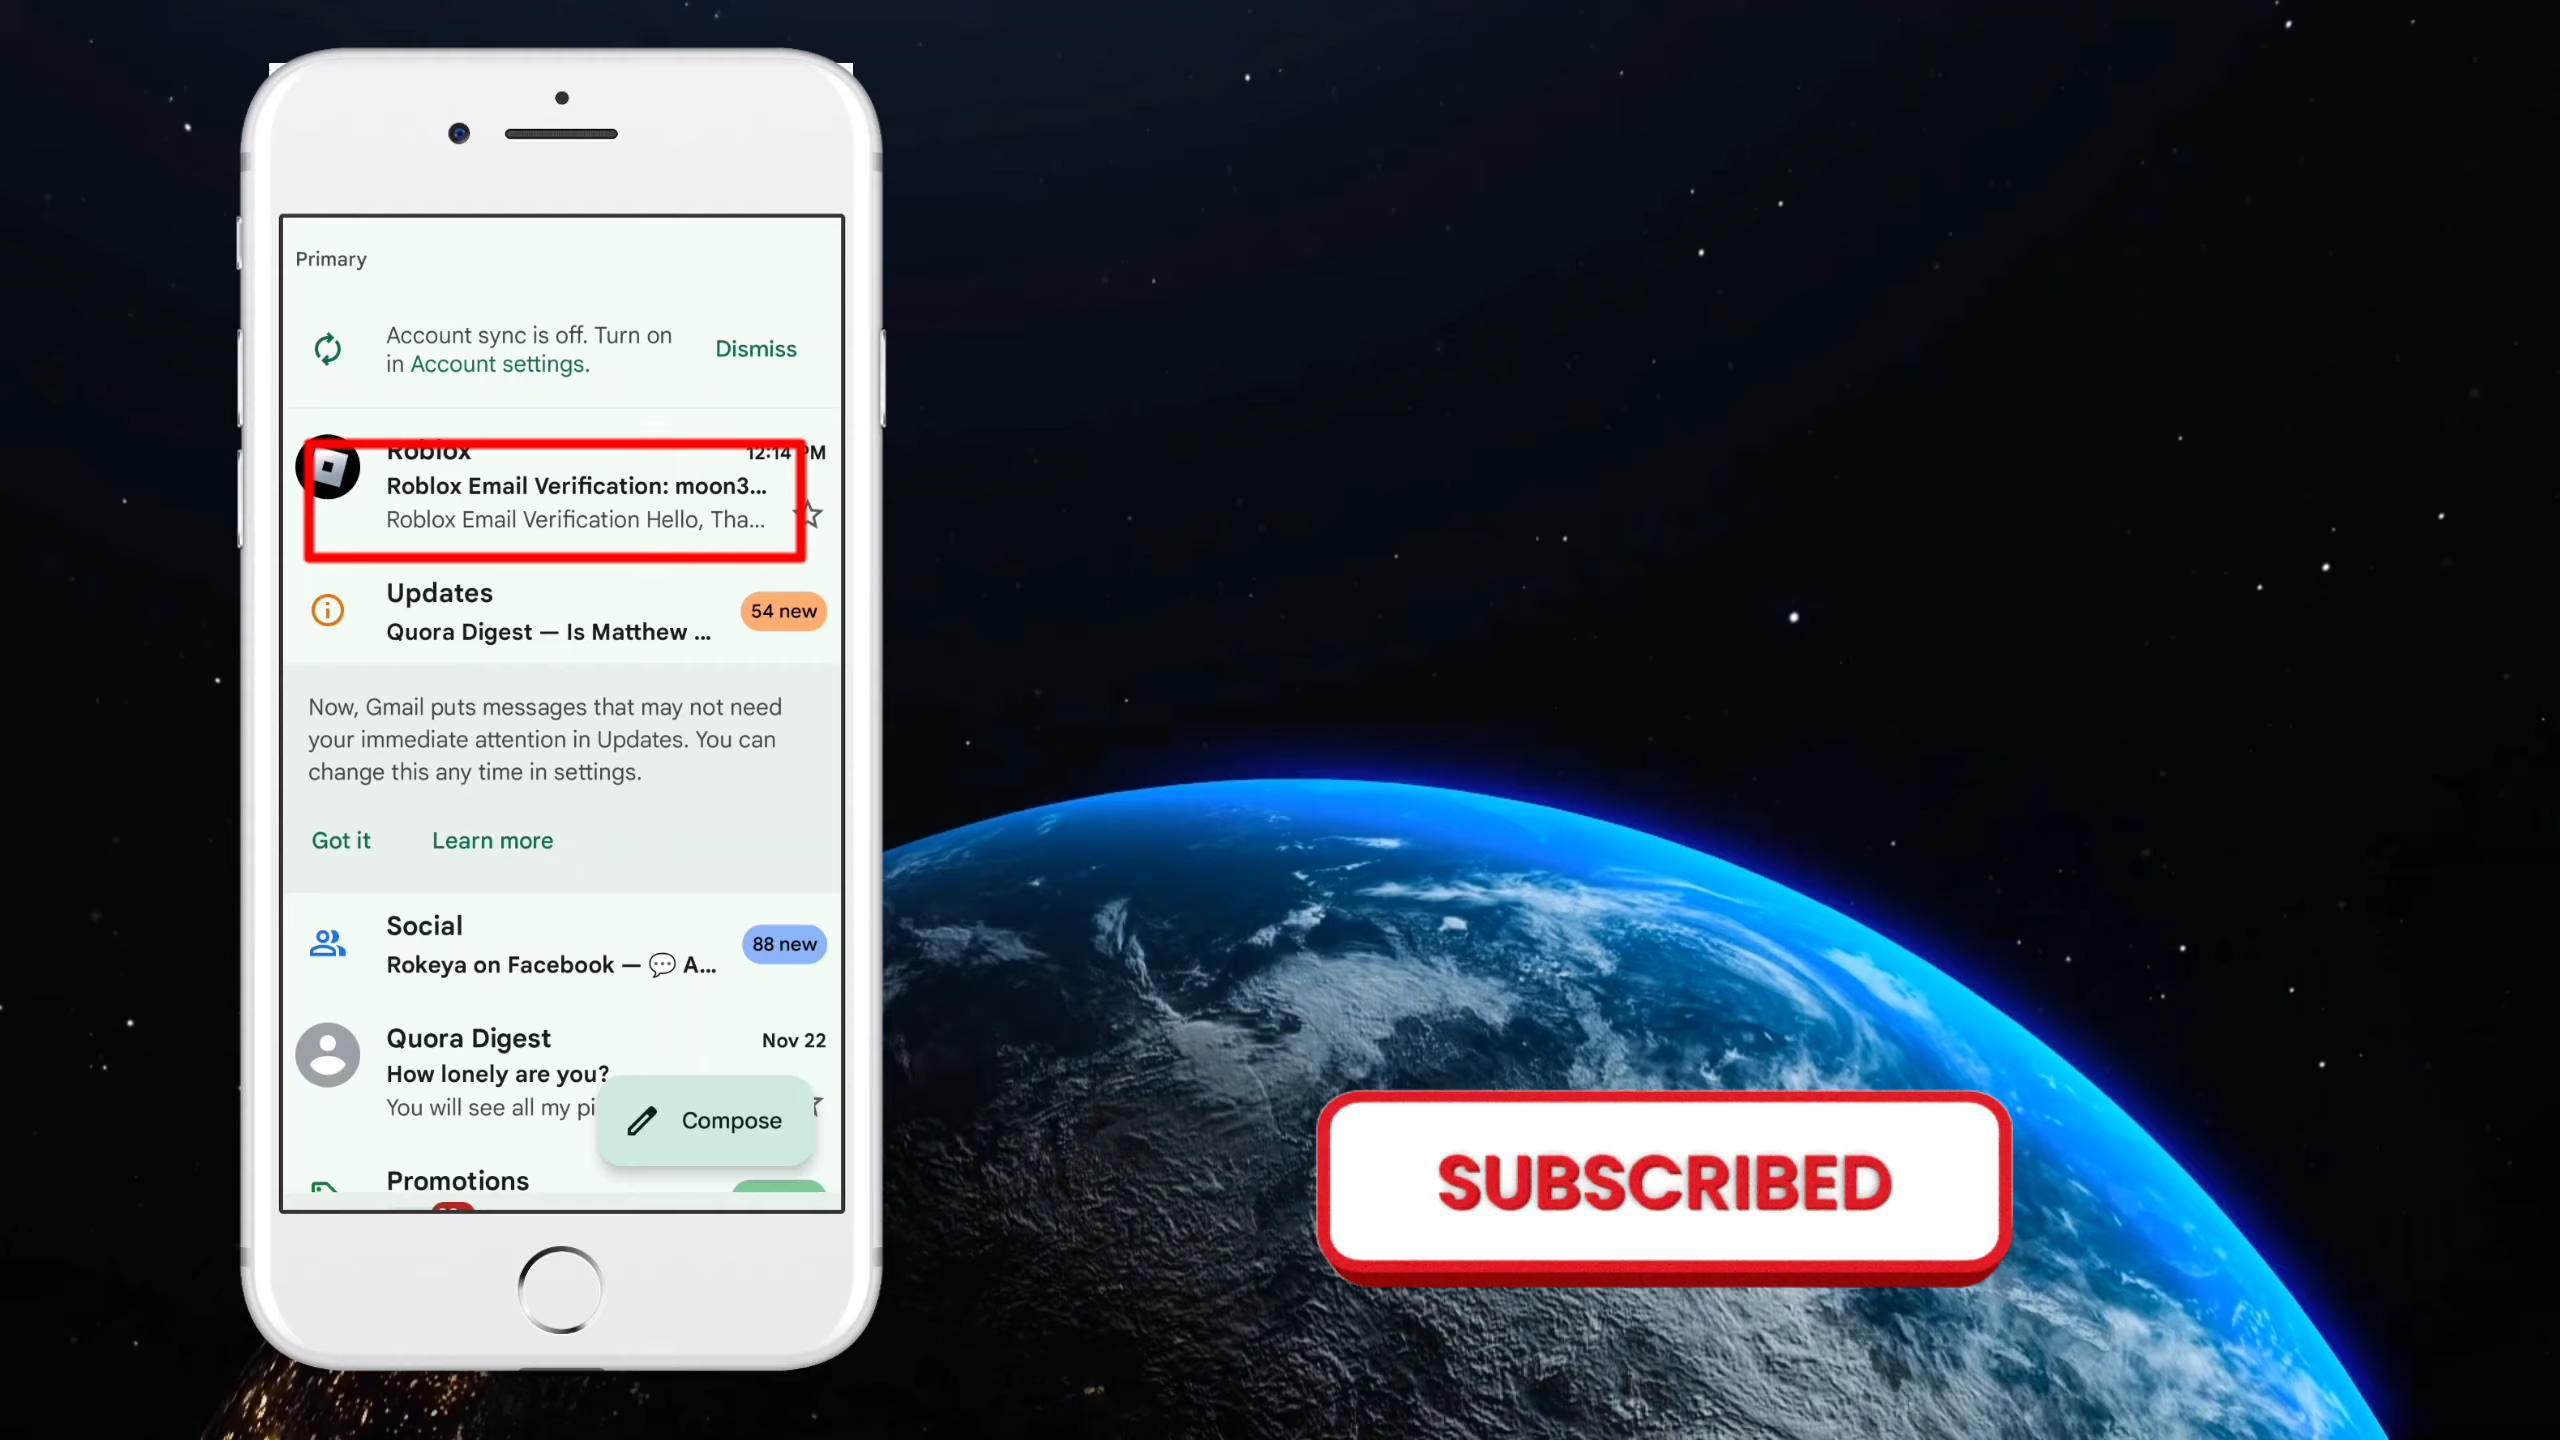 Primary
Account sync is off. Turn on
in Account settings.
Dismiss
Roblox
12:14 PM
Roblox Email Verification: moon3...
Roblox Email Verification Hello, Tha...
Updates
54 new
Quora Digest — Is Matthew ...
Now, Gmail puts messages that may not need
your immediate attention in Updates. You can
change this any time in settings.
Got it
Learn more
Social
88 new
Rokeya on Facebook — 💬 A...
Quora Digest
Nov 22
How lonely are you?
You will see all my pi
Compose
Promotions
SUBSCRIBED